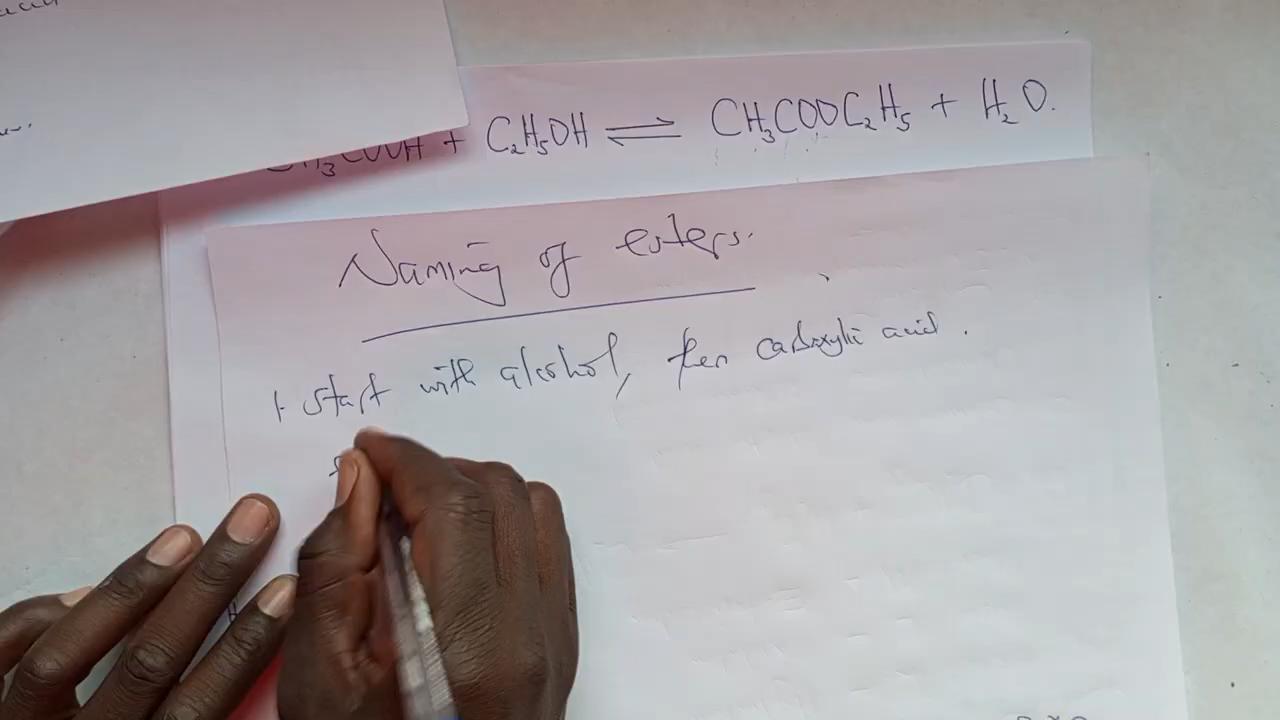 CH₃COOH + C₂H₅OH ⇌ CH₃COOC₂H₅ + H₂O.
Naming of esters.
1. start with alcohol, then carboxylic acid.